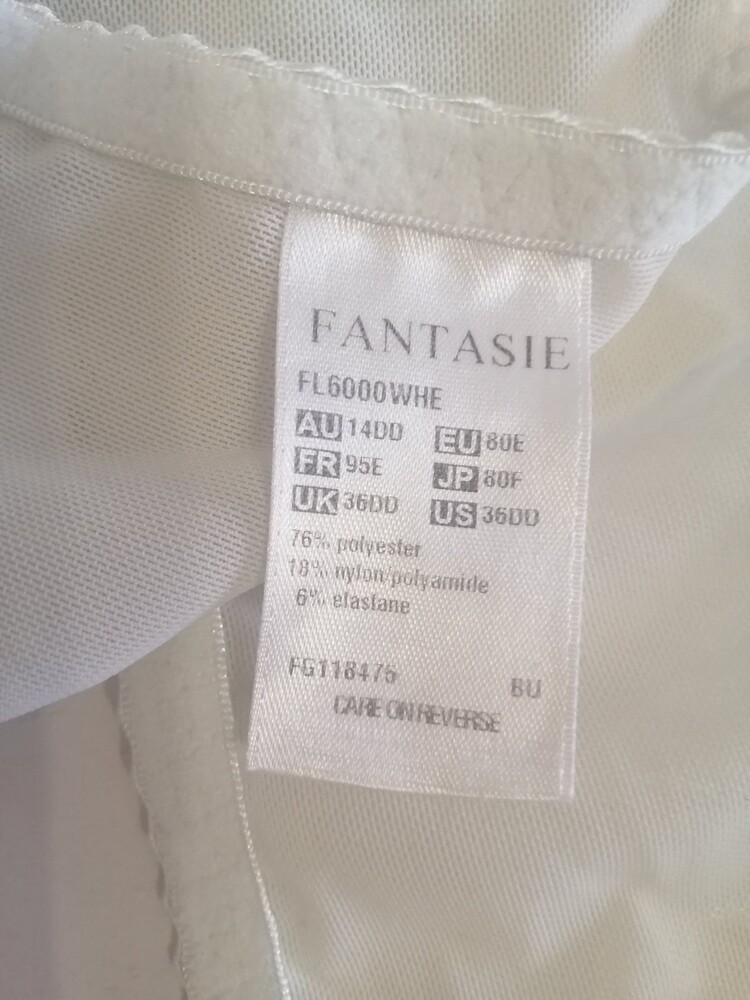 FANTASIE
FL6000WHE
AU 14DD EU 80E
FR 95E JP 80F
UK 36DD US 36DD
76% polyester
18% nylon/polyamide
6% elastane
FG118475 BU
CARE ON REVERSE